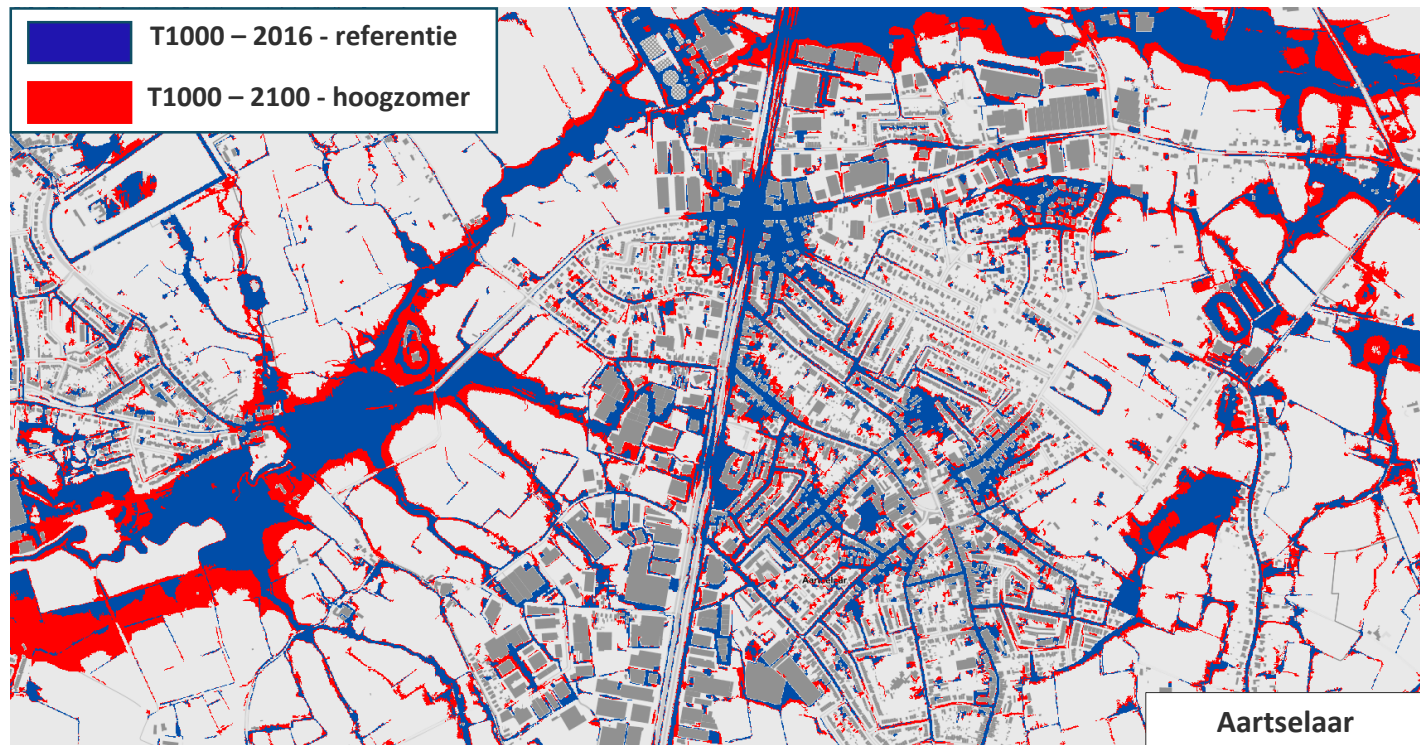 T1000 – 2016 - referentie
T1000 – 2100 - hoogzomer
Aartselaar
Aartselaar